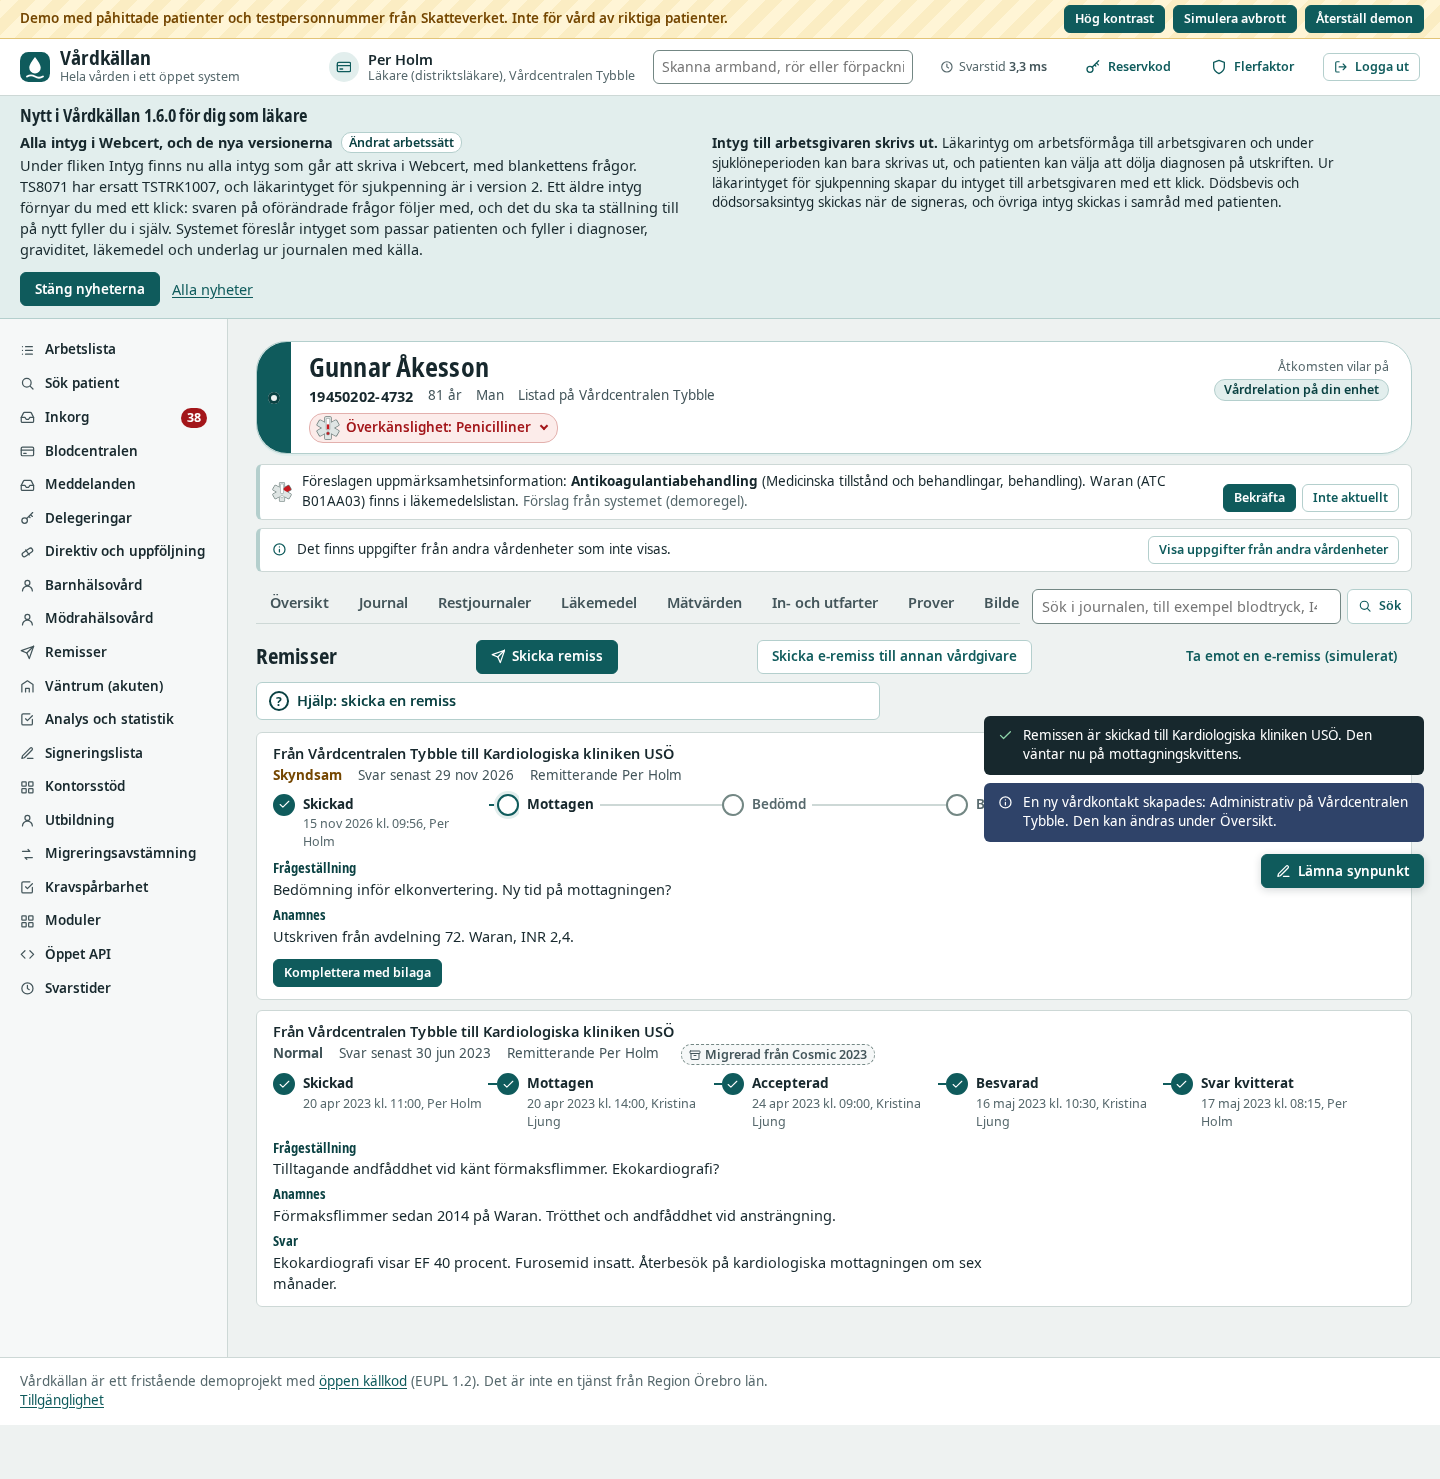 Demo med påhittade patienter och testpersonnummer från Skatteverket. Inte för vård av riktiga patienter.
Hög kontrast
Simulera avbrott
Återställ demon
Vårdkällan
Hela vården i ett öppet system
Per Holm
Läkare (distriktsläkare), Vårdcentralen Tybble
Skanna armband, rör eller förpackni
Svarstid 3,3 ms
Reservkod
Flerfaktor
Logga ut
Nytt i Vårdkällan 1.6.0 för dig som läkare
Alla intyg i Webcert, och de nya versionerna
Ändrat arbetssätt
Under fliken Intyg finns nu alla intyg som går att skriva i Webcert, med blankettens frågor.
TS8071 har ersatt TSTRK1007, och läkarintyget för sjukpenning är i version 2. Ett äldre intyg
förnyar du med ett klick: svaren på oförändrade frågor följer med, och det du ska ta ställning till
på nytt fyller du i själv. Systemet föreslår intyget som passar patienten och fyller i diagnoser,
graviditet, läkemedel och underlag ur journalen med källa.
Intyg till arbetsgivaren skrivs ut. Läkarintyg om arbetsförmåga till arbetsgivaren och under
sjuklöneperioden kan bara skrivas ut, och patienten kan välja att dölja diagnosen på utskriften. Ur
läkarintyget för sjukpenning skapar du intyget till arbetsgivaren med ett klick. Dödsbevis och
dödsorsaksintyg skickas när de signeras, och övriga intyg skickas i samråd med patienten.
Stäng nyheterna
Alla nyheter
Arbetslista
Sök patient
Inkorg
38
Blodcentralen
Meddelanden
Delegeringar
Direktiv och uppföljning
Barnhälsovård
Mödrahälsovård
Remisser
Väntrum (akuten)
Analys och statistik
Signeringslista
Kontorsstöd
Utbildning
Migreringsavstämning
Kravspårbarhet
Moduler
Öppet API
Svarstider
Gunnar Åkesson
19450202-4732
81 år
Man
Listad på Vårdcentralen Tybble
Överkänslighet: Penicilliner
Åtkomsten vilar på
Vårdrelation på din enhet
Föreslagen uppmärksamhetsinformation: Antikoagulantiabehandling (Medicinska tillstånd och behandlingar, behandling). Waran (ATC
B01AA03) finns i läkemedelslistan. Förslag från systemet (demoregel).
Bekräfta
Inte aktuellt
Det finns uppgifter från andra vårdenheter som inte visas.
Visa uppgifter från andra vårdenheter
Översikt
Journal
Restjournaler
Läkemedel
Mätvärden
In- och utfarter
Prover
Bilde
Sök i journalen, till exempel blodtryck, I4
Sök
Remisser
Skicka remiss
Skicka e-remiss till annan vårdgivare
Ta emot en e-remiss (simulerat)
? Hjälp: skicka en remiss
Från Vårdcentralen Tybble till Kardiologiska kliniken USÖ
Skyndsam
Svar senast 29 nov 2026
Remitterande Per Holm
Skickad
15 nov 2026 kl. 09:56, Per
Holm
Mottagen
Bedömd
B
Remissen är skickad till Kardiologiska kliniken USÖ. Den
väntar nu på mottagningskvittens.
En ny vårdkontakt skapades: Administrativ på Vårdcentralen
Tybble. Den kan ändras under Översikt.
Lämna synpunkt
Frågeställning
Bedömning inför elkonvertering. Ny tid på mottagningen?
Anamnes
Utskriven från avdelning 72. Waran, INR 2,4.
Komplettera med bilaga
Från Vårdcentralen Tybble till Kardiologiska kliniken USÖ
Normal
Svar senast 30 jun 2023
Remitterande Per Holm
Migrerad från Cosmic 2023
Skickad
20 apr 2023 kl. 11:00, Per Holm
Mottagen
20 apr 2023 kl. 14:00, Kristina
Ljung
Accepterad
24 apr 2023 kl. 09:00, Kristina
Ljung
Besvarad
16 maj 2023 kl. 10:30, Kristina
Ljung
Svar kvitterat
17 maj 2023 kl. 08:15, Per
Holm
Frågeställning
Tilltagande andfåddhet vid känt förmaksflimmer. Ekokardiografi?
Anamnes
Förmaksflimmer sedan 2014 på Waran. Trötthet och andfåddhet vid ansträngning.
Svar
Ekokardiografi visar EF 40 procent. Furosemid insatt. Återbesök på kardiologiska mottagningen om sex
månader.
Vårdkällan är ett fristående demoprojekt med öppen källkod (EUPL 1.2). Det är inte en tjänst från Region Örebro län.
Tillgänglighet